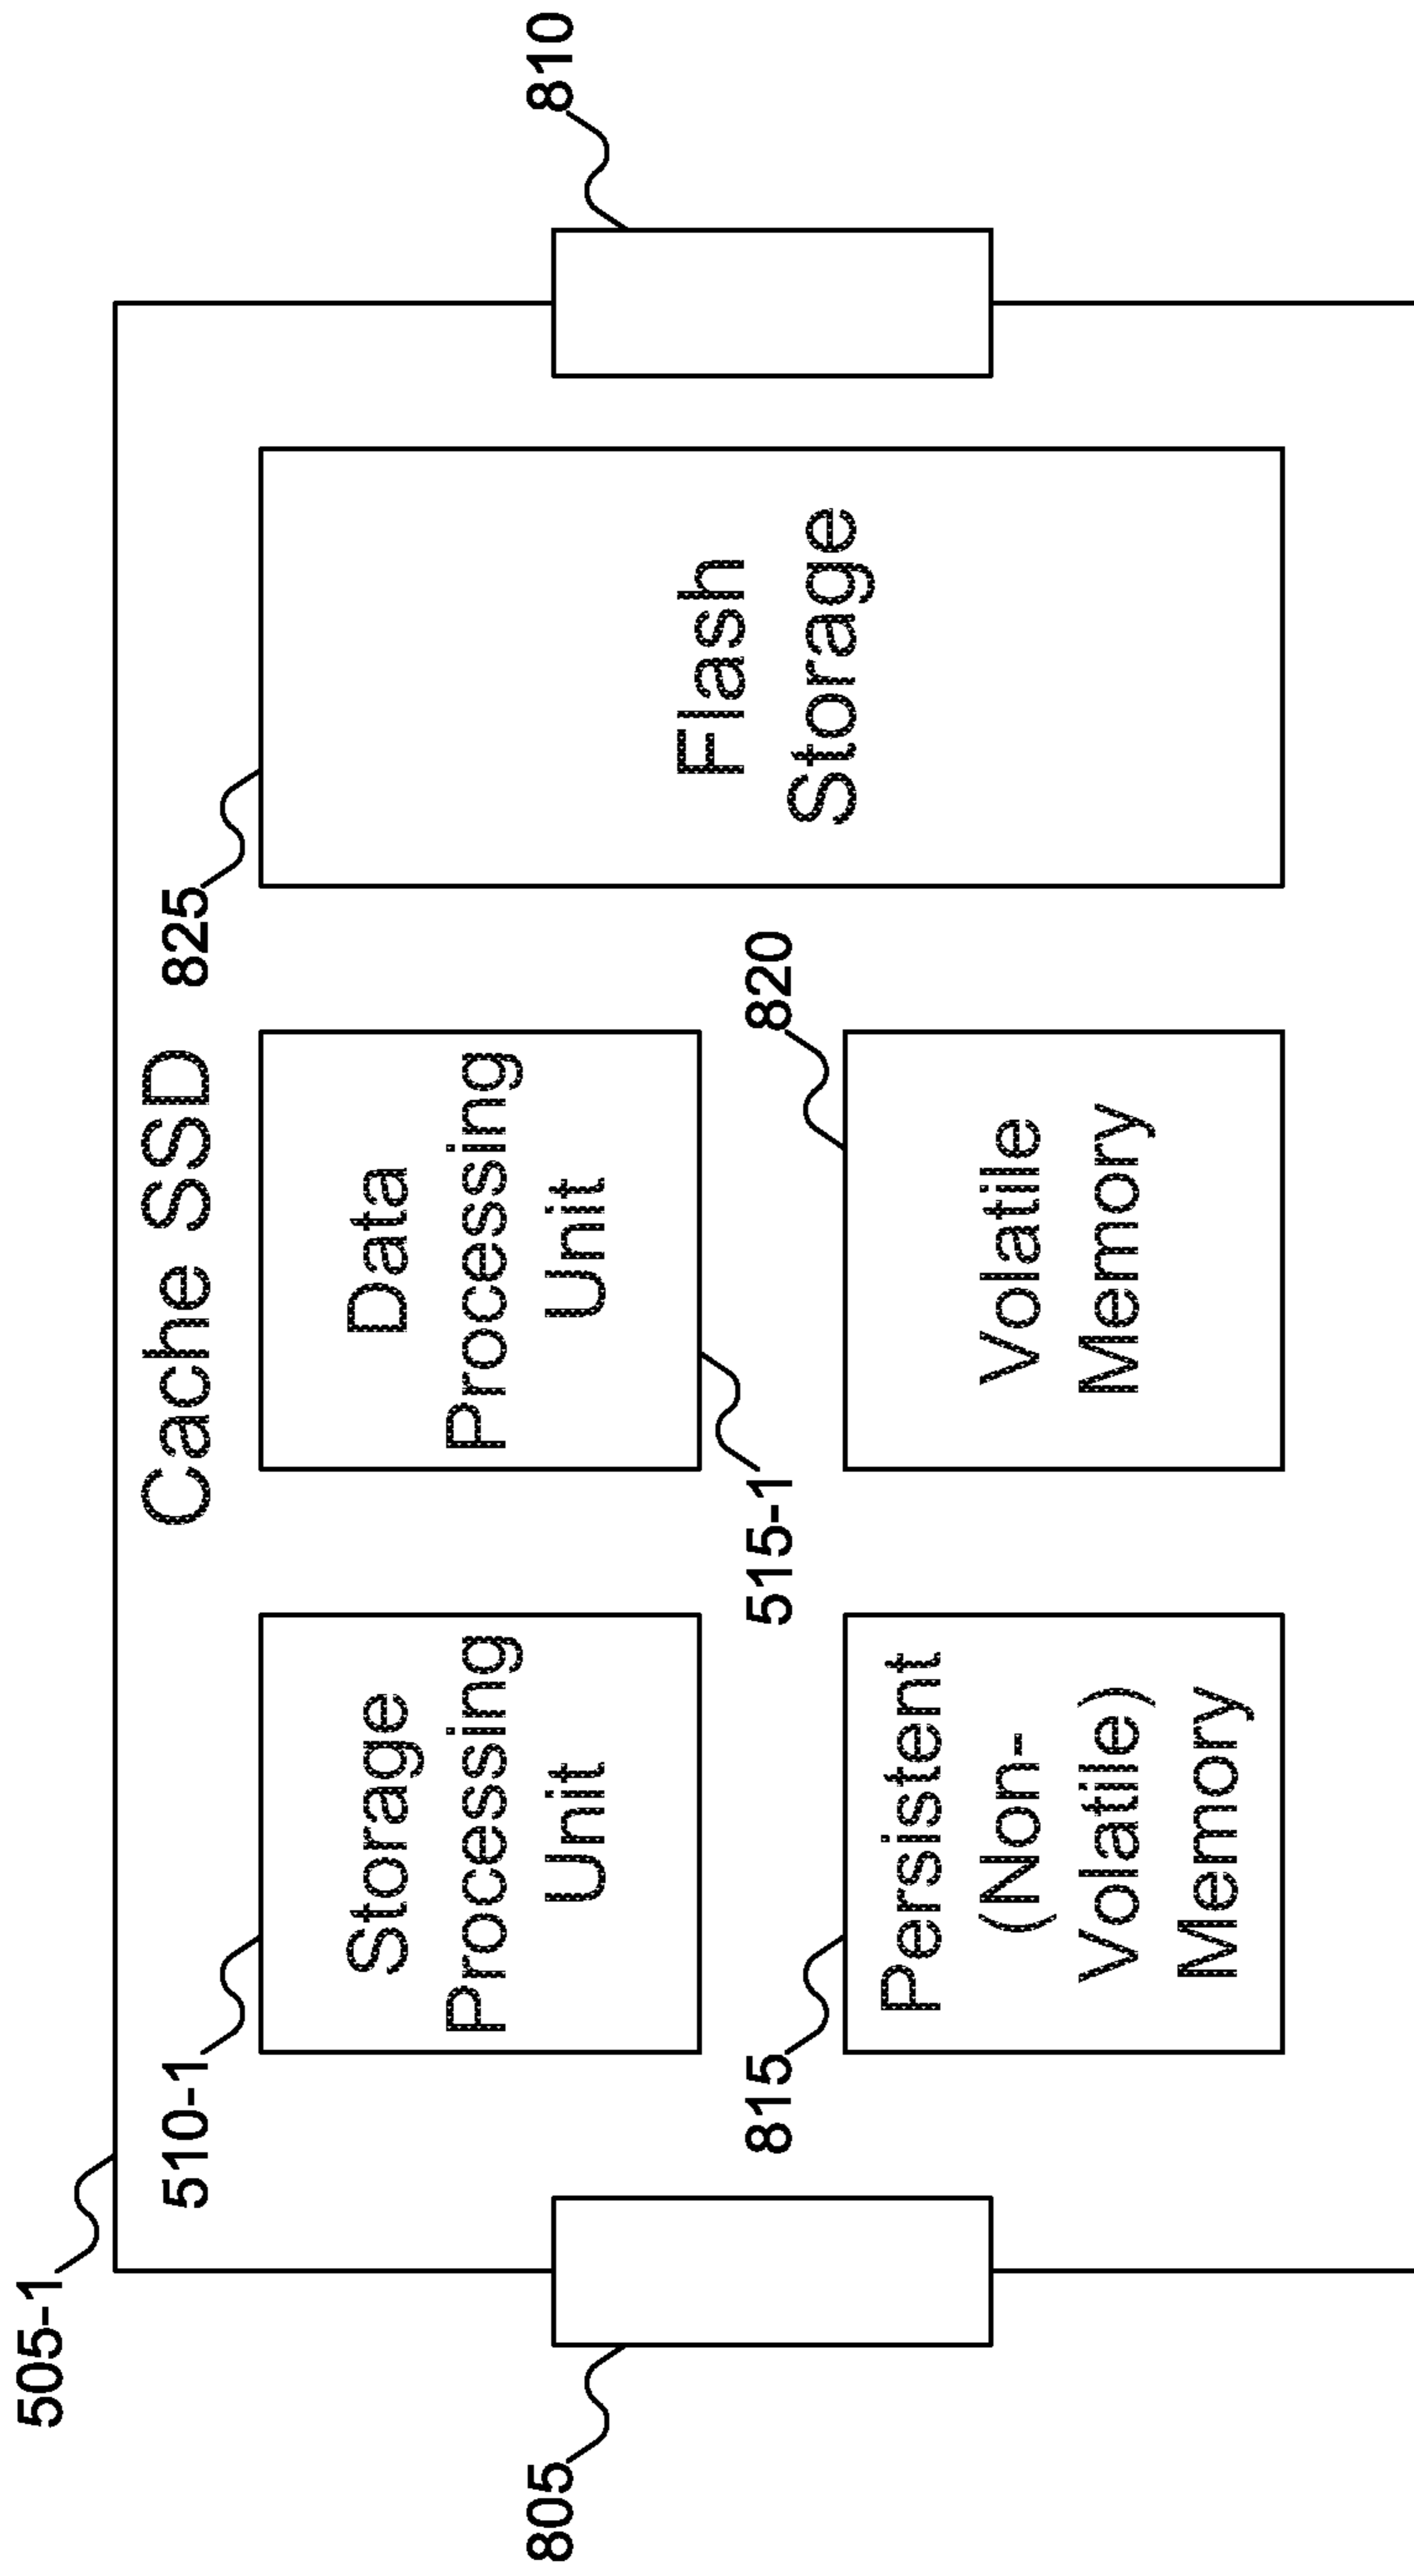 505-1
Cache SSD
510-1
Storage
Processing
Unit
Data
Processing
Unit
825
Flash
Storage
805
810
815
Persistent
(Non-
Volatile)
Memory
515-1
820
Volatile
Memory